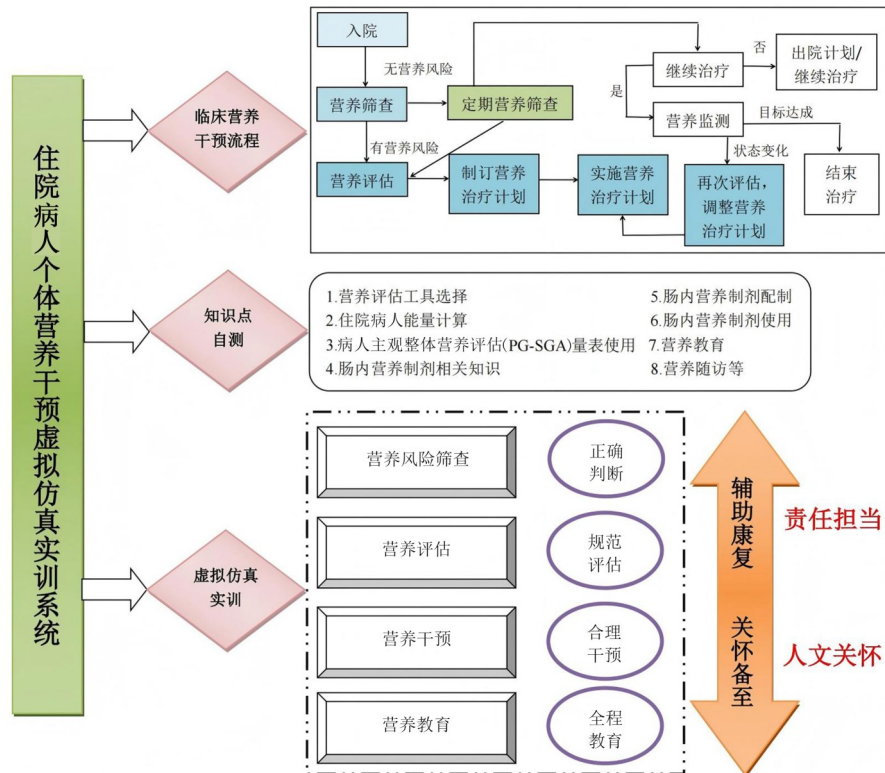 住院病人个体营养干预虚拟仿真实训系统
临床营养
干预流程
入院
无营养风险
营养筛查
定期营养筛查
有营养风险
营养评估
制订营养
治疗计划
实施营养
治疗计划
继续治疗
否
出院计划/
继续治疗
是
营养监测
目标达成
状态变化
再次评估，
调整营养
治疗计划
结束
治疗
知识点
自测
1.营养评估工具选择
2.住院病人能量计算
3.病人主观整体营养评估(PG-SGA)量表使用
4.肠内营养制剂相关知识
5.肠内营养制剂配制
6.肠内营养制剂使用
7.营养教育
8.营养随访等
虚拟仿真
实训
营养风险筛查
正确
判断
营养评估
规范
评估
营养干预
合理
干预
营养教育
全程
教育
辅助康复
关怀备至
责任担当
人文关怀